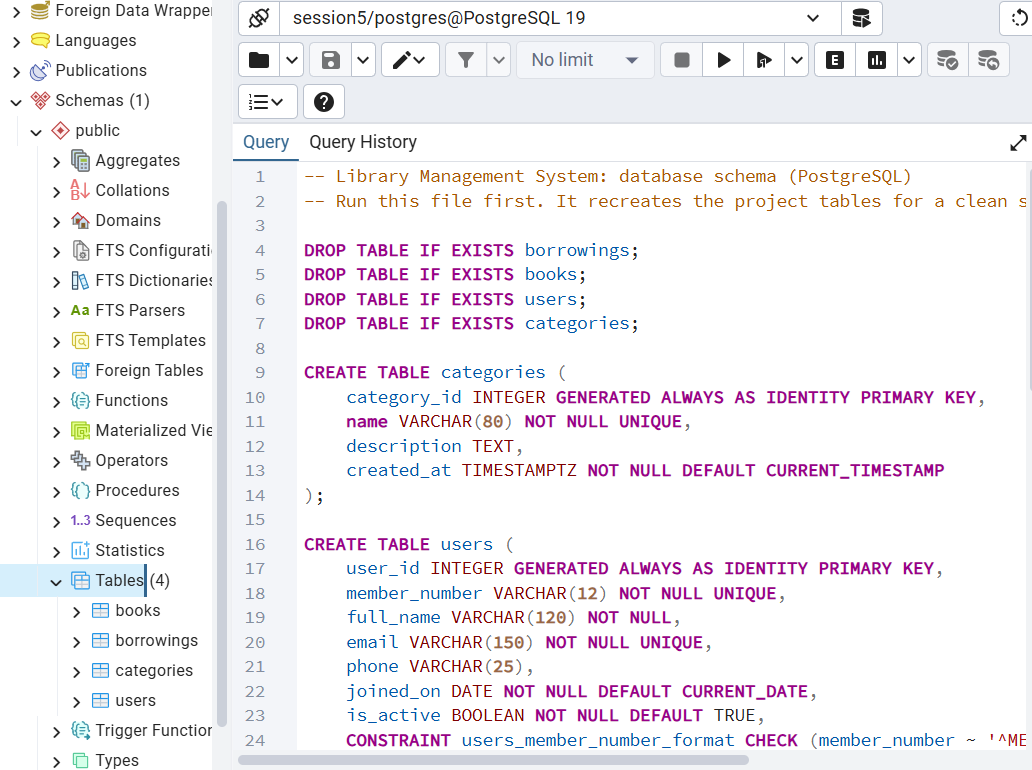 Foreign Data Wrapper
Languages
Publications
Schemas (1)
public
Aggregates
Collations
Domains
FTS Configurati
FTS Dictionaries
Aa FTS Parsers
FTS Templates
Foreign Tables
Functions
Materialized Vie
Operators
Procedures
1..3 Sequences
Statistics
Tables (4)
books
borrowings
categories
users
Trigger Function
Types
session5/postgres@PostgreSQL 19
No limit
E
Query Query History
1 -- Library Management System: database schema (PostgreSQL)
2 -- Run this file first. It recreates the project tables for a clean s
3
4 DROP TABLE IF EXISTS borrowings;
5 DROP TABLE IF EXISTS books;
6 DROP TABLE IF EXISTS users;
7 DROP TABLE IF EXISTS categories;
8
9 CREATE TABLE categories (
10 category_id INTEGER GENERATED ALWAYS AS IDENTITY PRIMARY KEY,
11 name VARCHAR(80) NOT NULL UNIQUE,
12 description TEXT,
13 created_at TIMESTAMPTZ NOT NULL DEFAULT CURRENT_TIMESTAMP
14 );
15
16 CREATE TABLE users (
17 user_id INTEGER GENERATED ALWAYS AS IDENTITY PRIMARY KEY,
18 member_number VARCHAR(12) NOT NULL UNIQUE,
19 full_name VARCHAR(120) NOT NULL,
20 email VARCHAR(150) NOT NULL UNIQUE,
21 phone VARCHAR(25),
22 joined_on DATE NOT NULL DEFAULT CURRENT_DATE,
23 is_active BOOLEAN NOT NULL DEFAULT TRUE,
24 CONSTRAINT users_member_number_format CHECK (member_number ~ '^ME